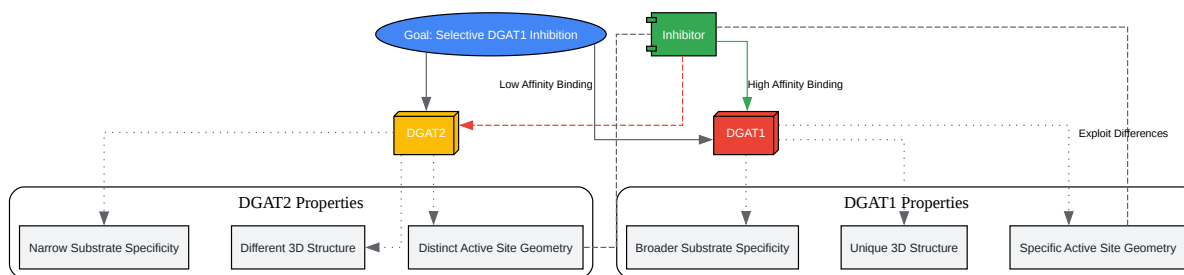 Goal: Selective DGAT1 Inhibition
Inhibitor
Low Affinity Binding
High Affinity Binding
DGAT2
DGAT1
Exploit Differences
DGAT2 Properties
DGAT1 Properties
Narrow Substrate Specificity
Different 3D Structure
Distinct Active Site Geometry
Broader Substrate Specificity
Unique 3D Structure
Specific Active Site Geometry